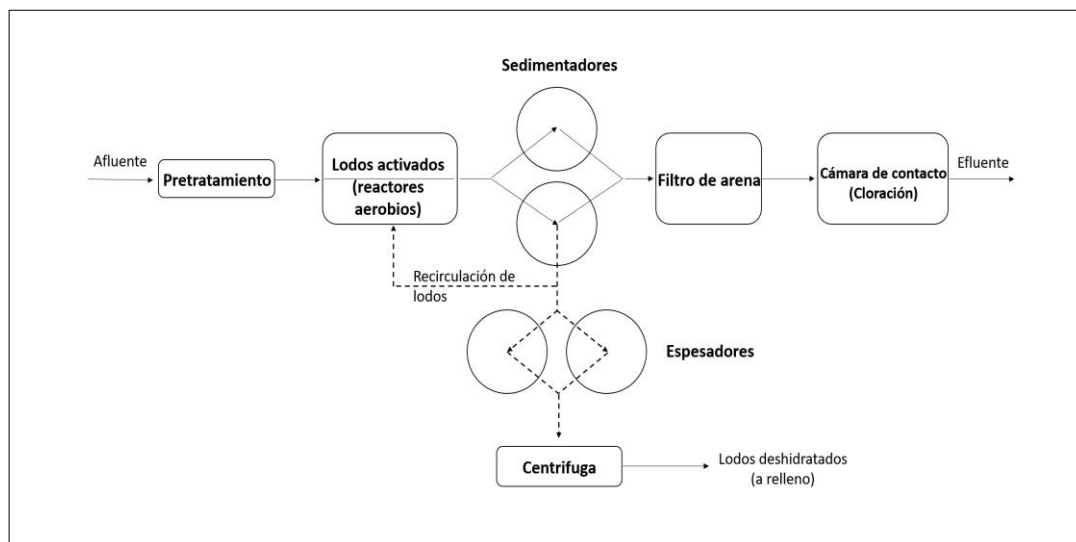 Sedimentadores
Afluente
Pretratamiento
Lodos activados
(reactores
aerobios)
Filtro de arena
Cámara de contacto
(Cloración)
Efluente
Recirculación de
lodos
Espesadores
Centrifuga
Lodos deshidratados
(a relleno)